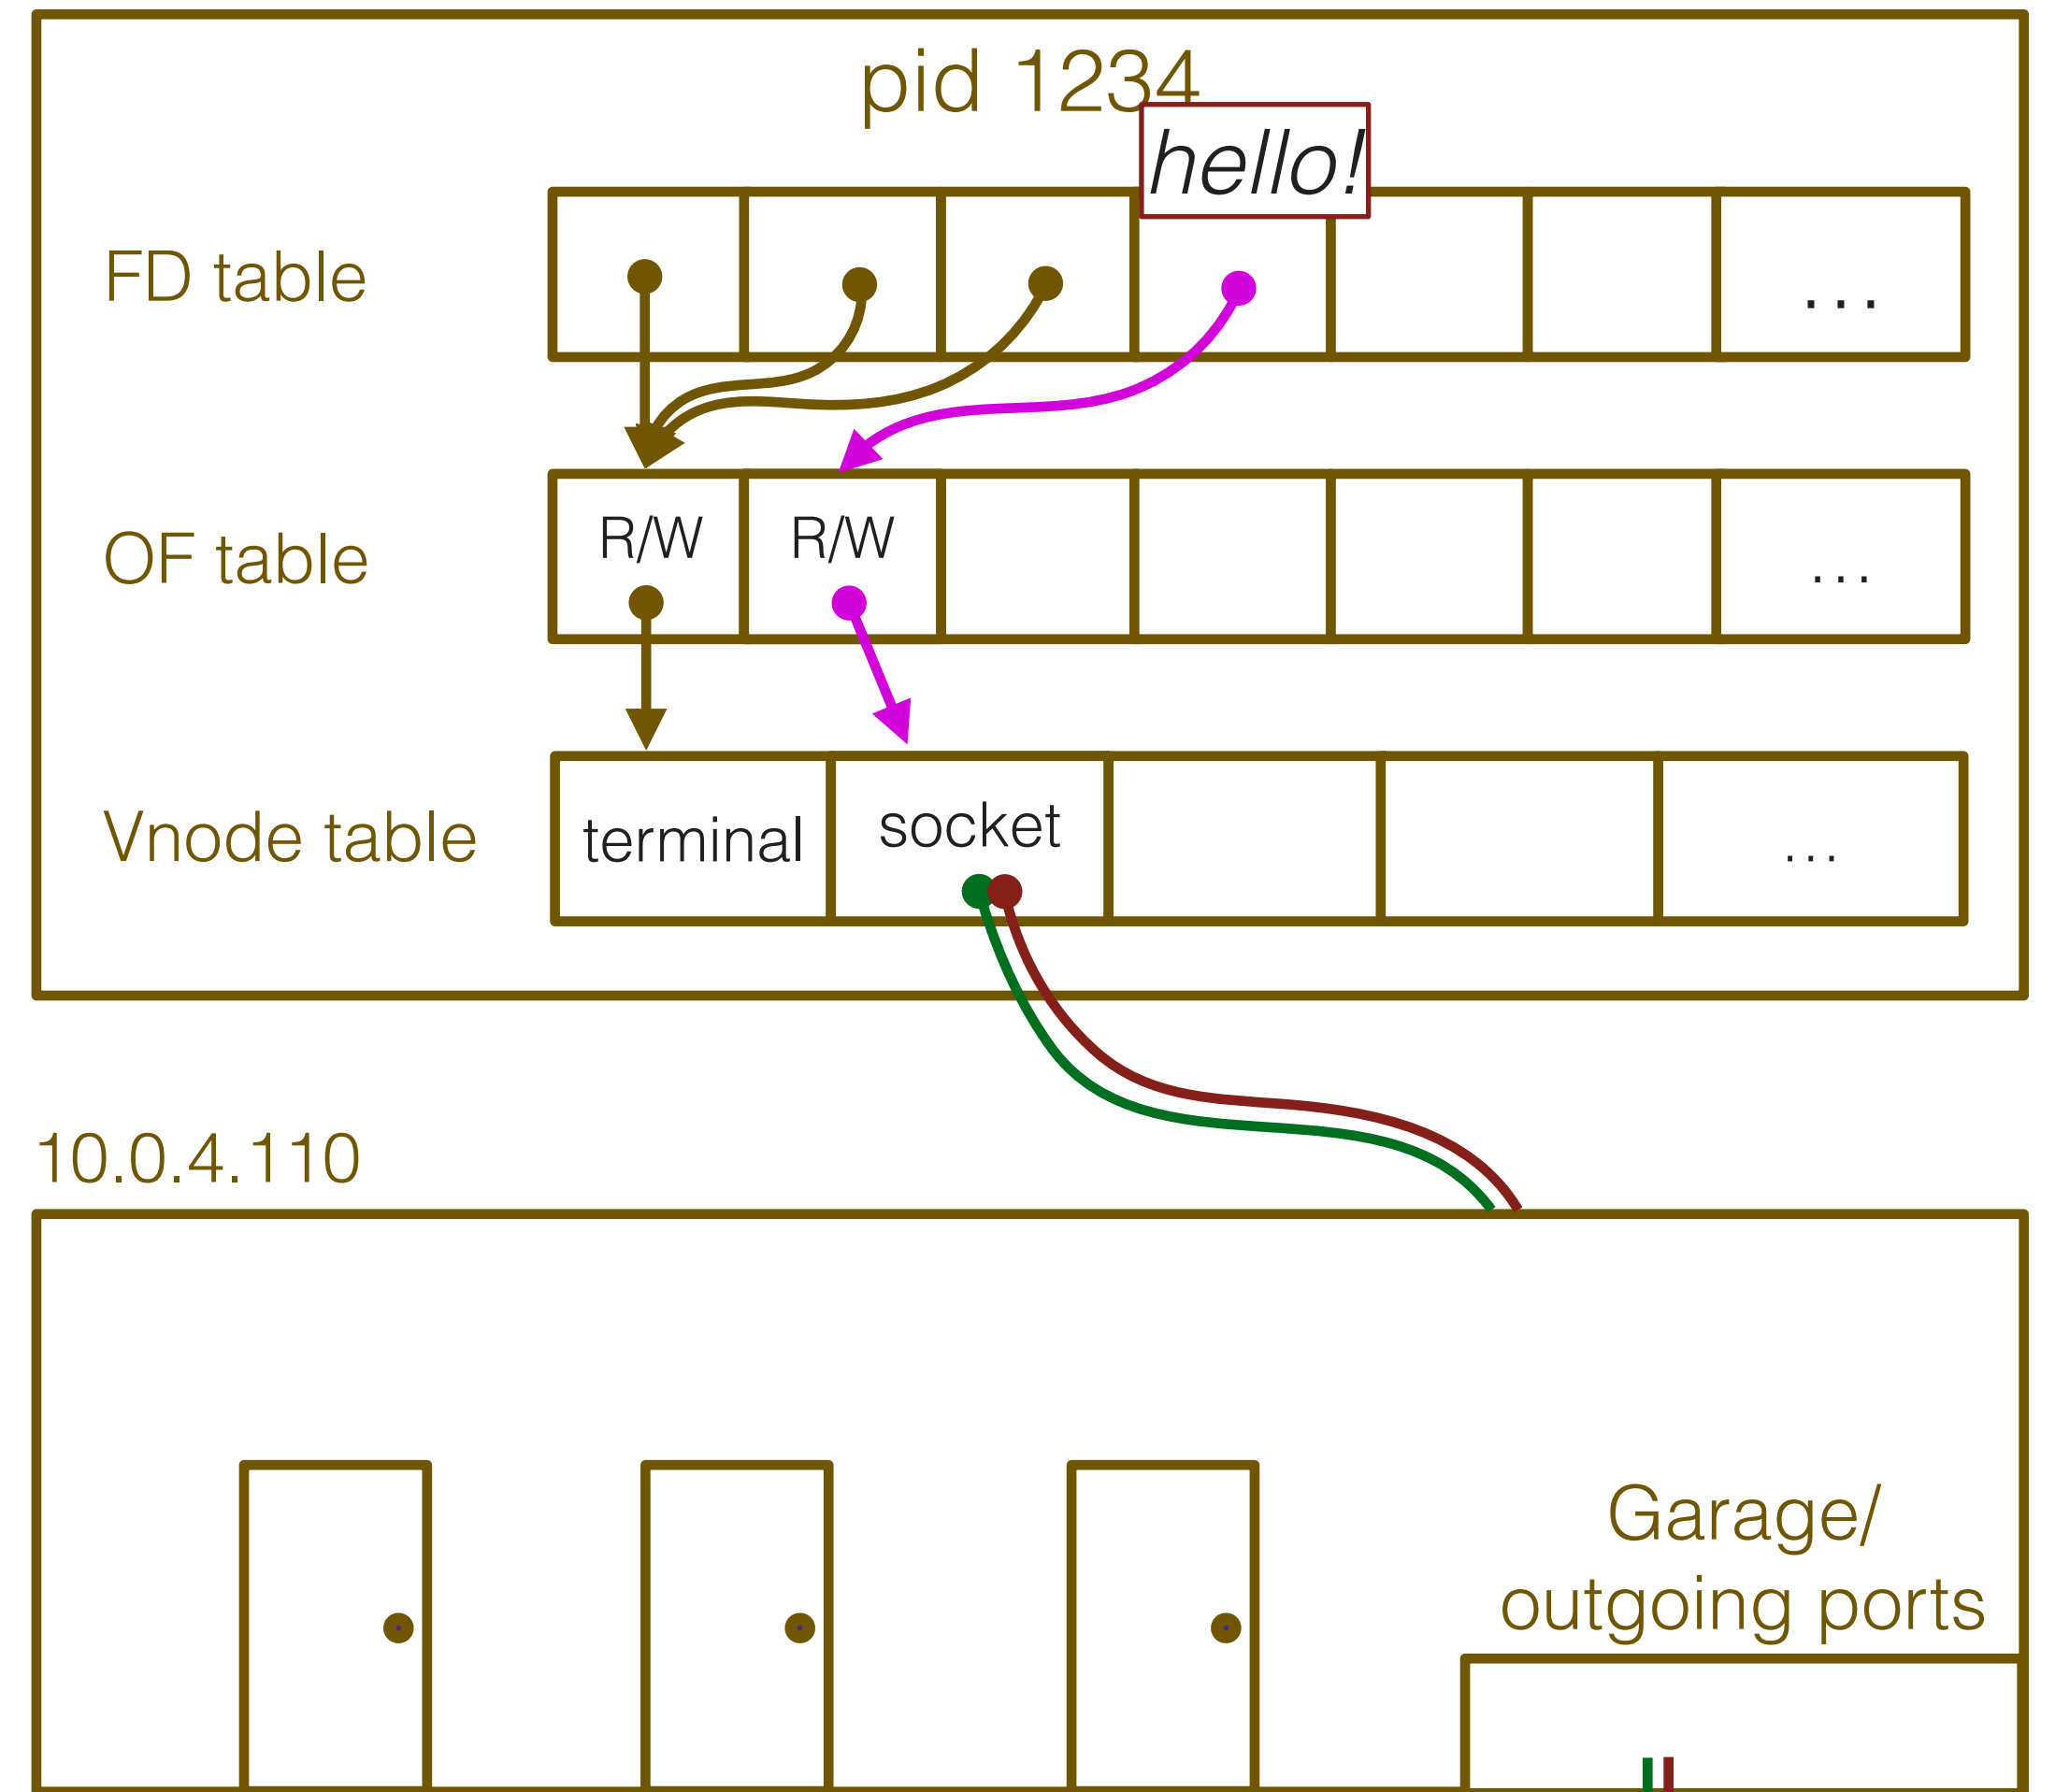 pid 1234
hello!
FD table
...
OF table
R/W
R/W
...
Vnode table
terminal
socket
...
10.0.4.110
Garage/
outgoing ports